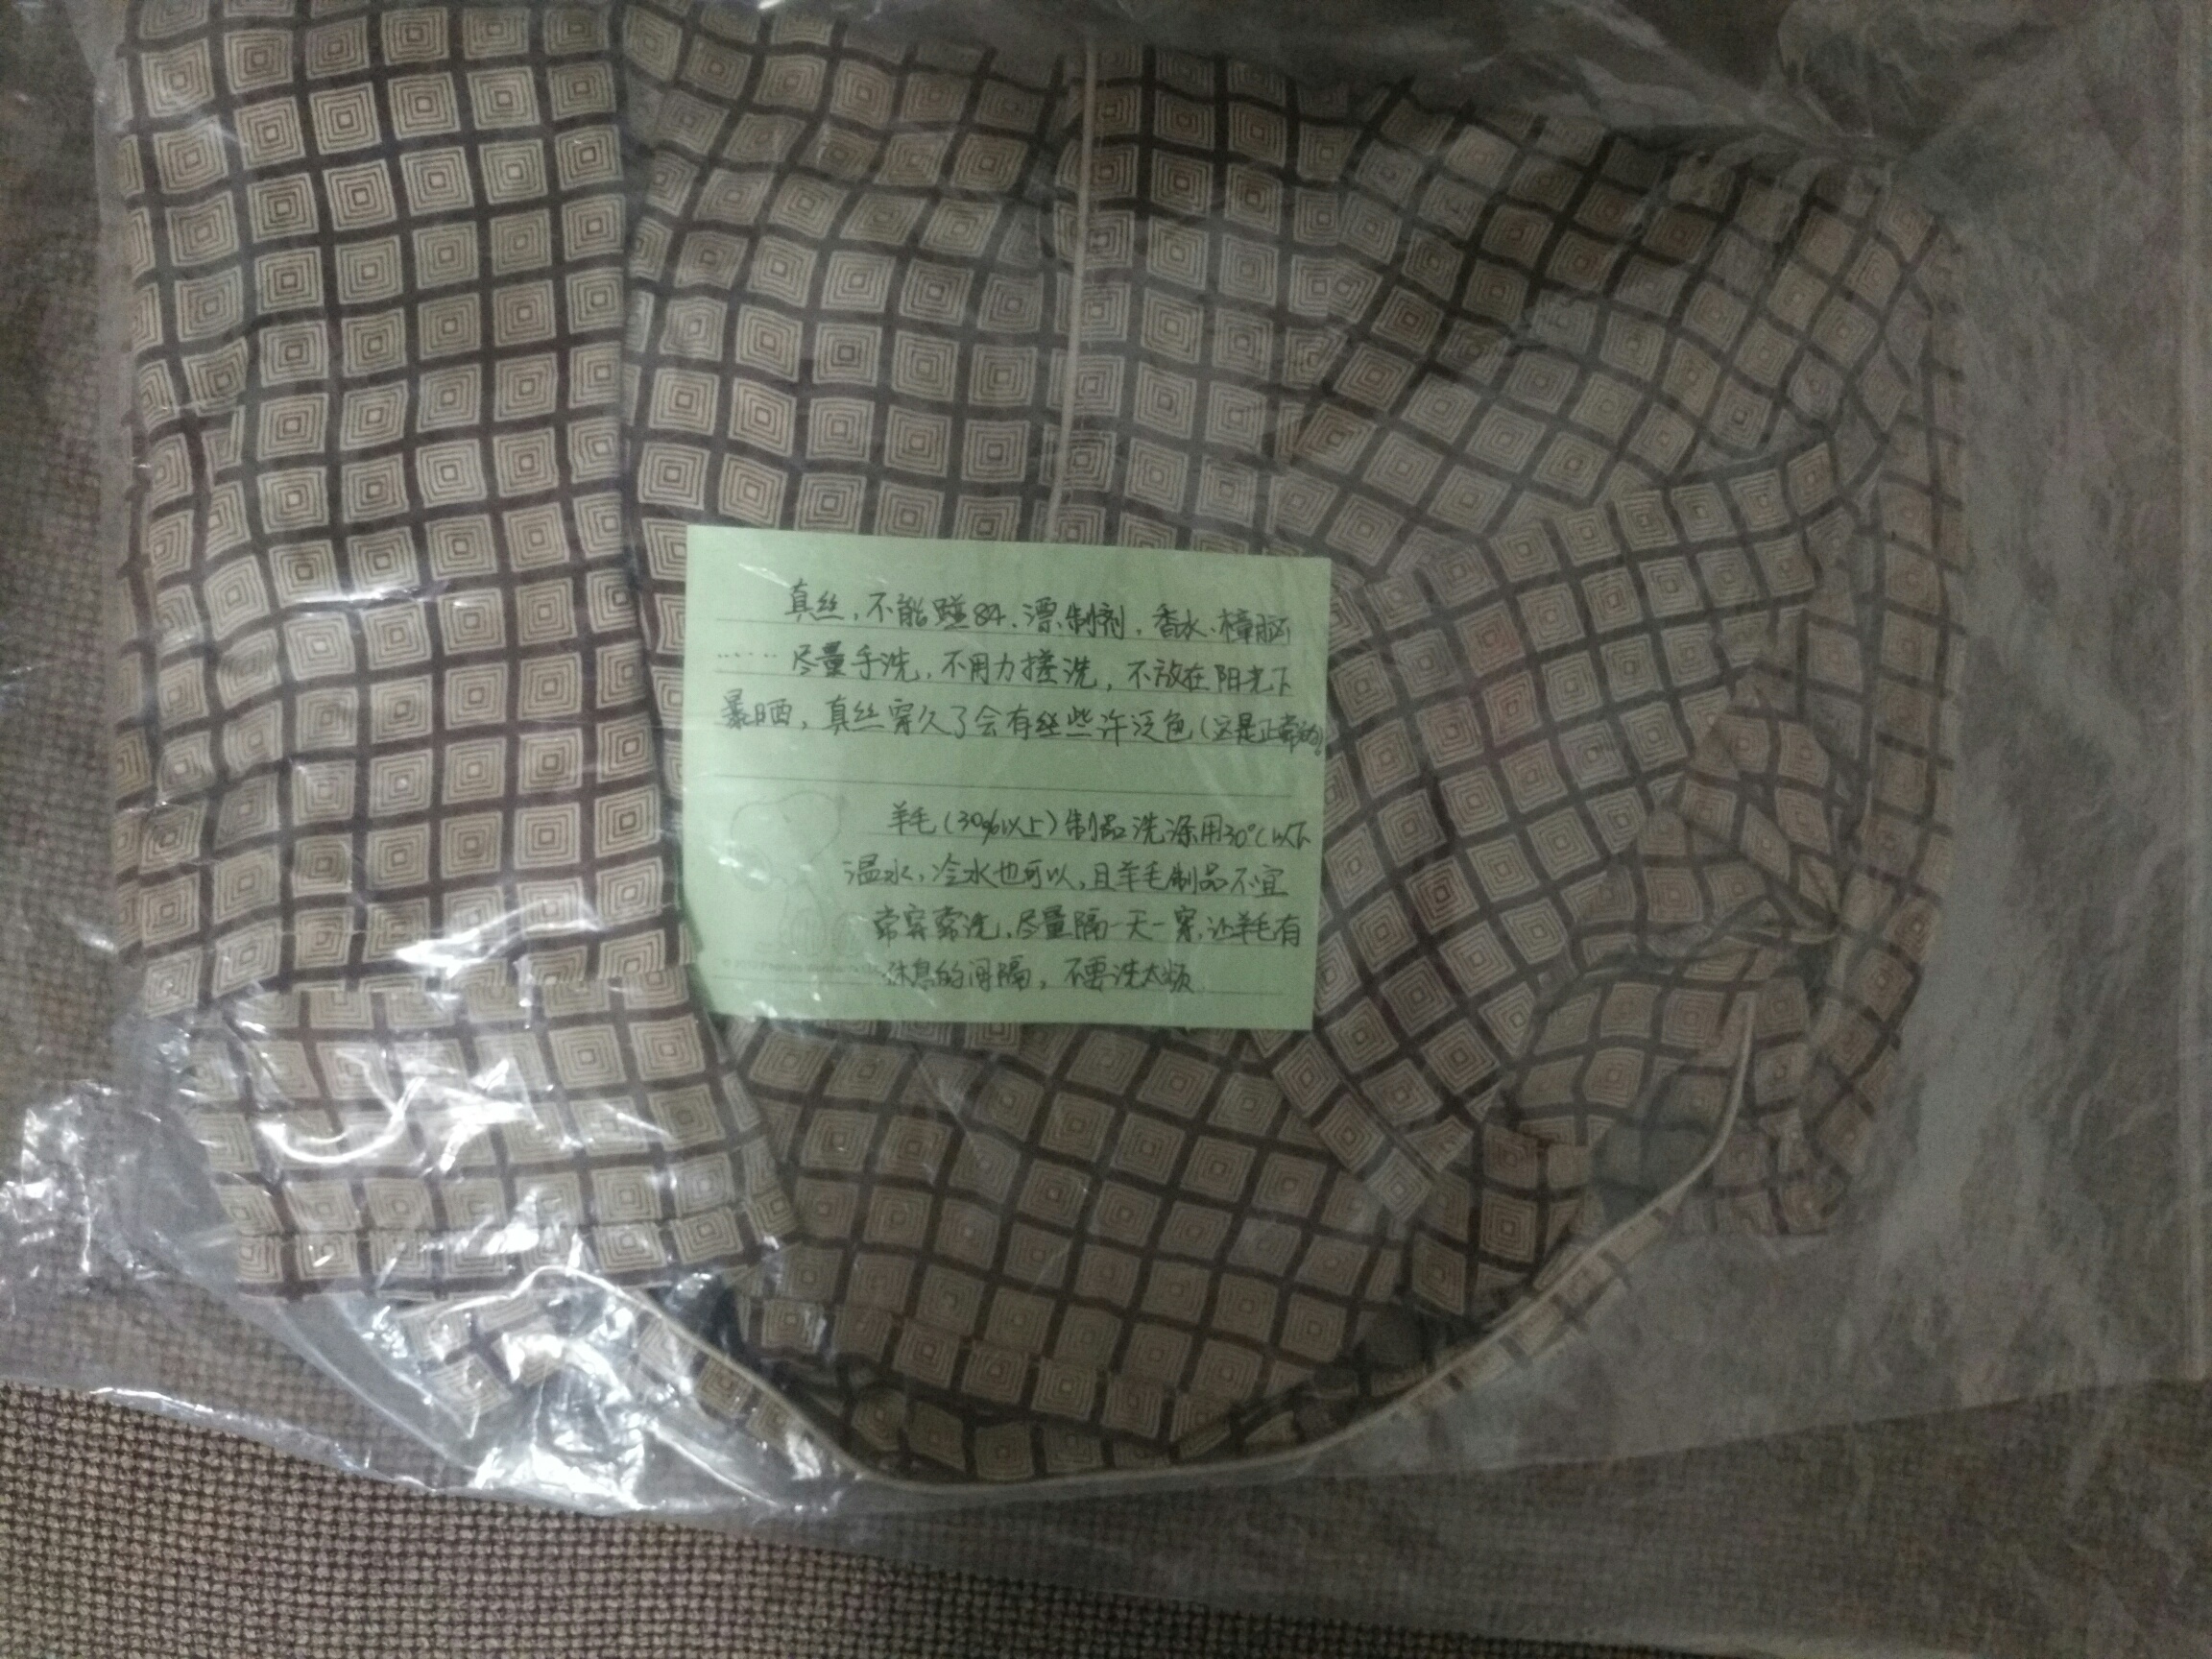 真丝，不能碰84、漂制剂，香水、樟脑
……尽量手洗，不用力搓洗，不放在阳光下
暴晒，真丝穿久了会有经些许泛色（这是正常的）
羊毛（30%以上）制品洗涤用30℃以下
温水，冷水也可以，且羊毛制品不宜
常穿常洗，尽量隔一天一穿，让羊毛有
休息的间隔，不要洗太频